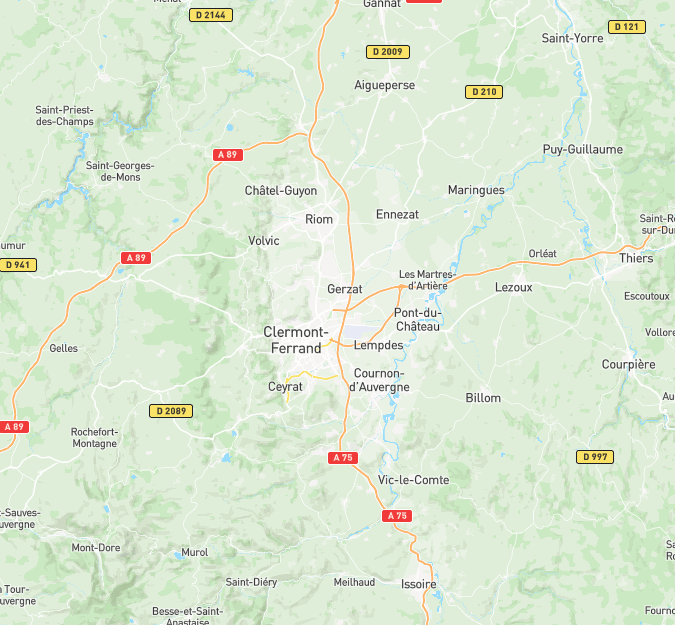 Gannat
D 2144
D 121
Saint-Yorre
D 2009
Aigueperse
D 210
Saint-Priest-
des-Champs
A 89
Puy-Guillaume
Saint-Georges-
de-Mons
Châtel-Guyon
Maringues
Riom
Ennezat
Volvic
Orléat
Thiers
D 941
A 89
Les Martres-
d'Artière
Gerzat
Lezoux
Escoutoux
Pont-du-
Château
Clermont-
Ferrand
Lempdes
Gelles
Courpière
Ceyrat
Cournon-
d'Auvergne
Billom
D 2089
A 89
Rochefort-
Montagne
A 75
D 997
Vic-le-Comte
A 75
Mont-Dore
Murol
Saint-Diéry
Meilhaud
Issoire
Besse-et-Saint-
Anastaise